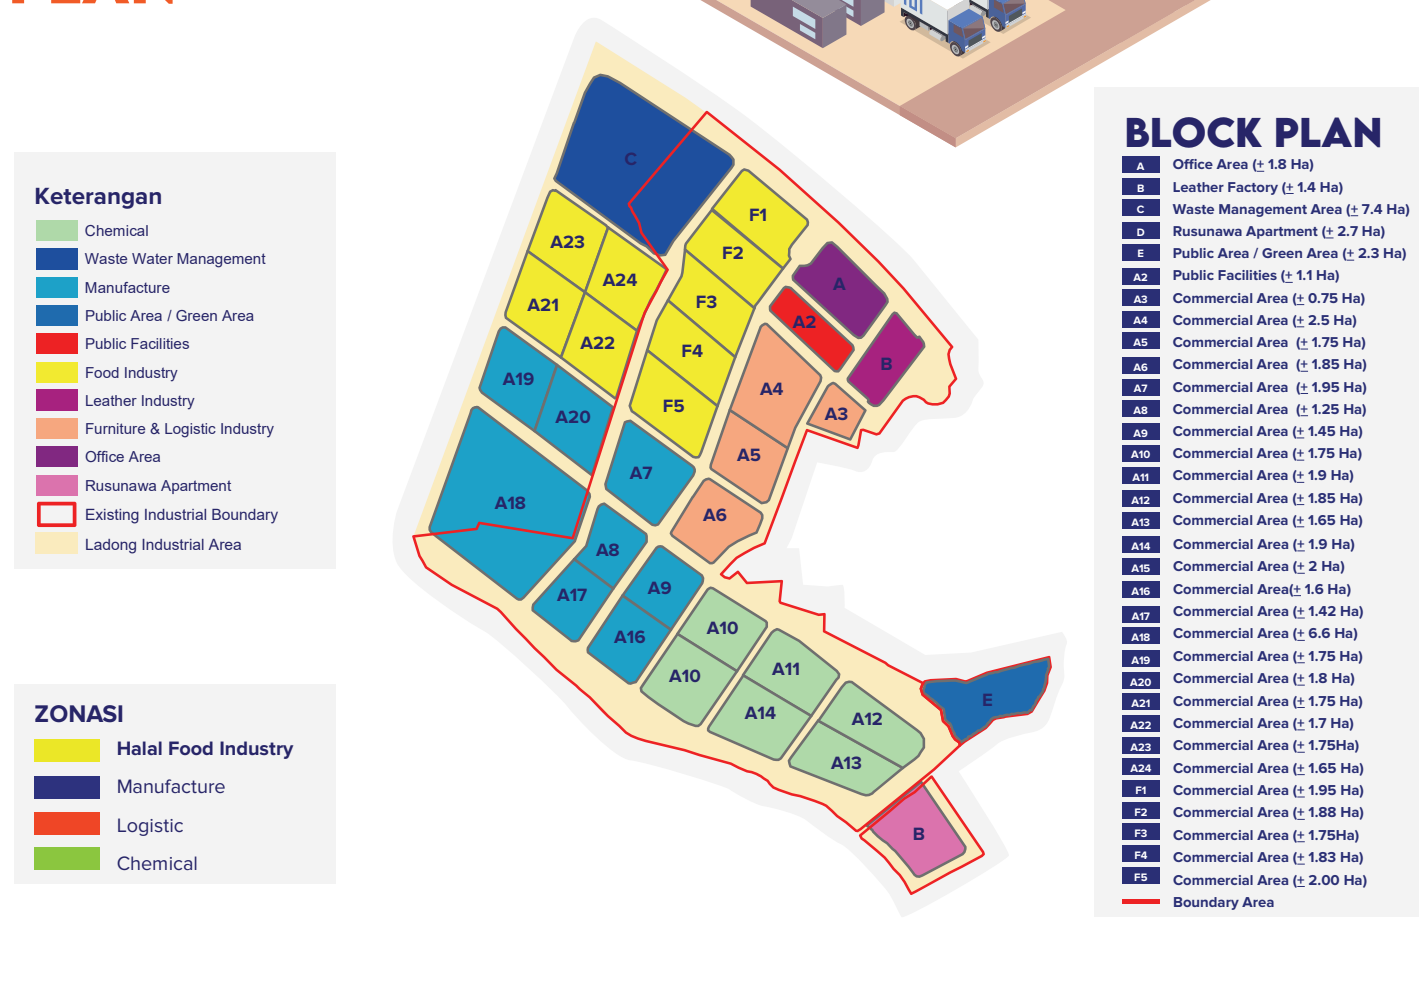 PLAN
Keterangan
Chemical
Waste Water Management
Manufacture
Public Area / Green Area
Public Facilities
Food Industry
Leather Industry
Furniture & Logistic Industry
Office Area
Rusunawa Apartment
Existing Industrial Boundary
Ladong Industrial Area
ZONASI
Halal Food Industry
Manufacture
Logistic
Chemical
C
F1
A23
F2
A24
A
A21
F3
A2
A22
F4
B
A19
A4
F5
A3
A20
A5
A7
A18
A6
A8
A9
A17
A10
A16
A11
A10
E
A14
A12
A13
B
BLOCK PLAN
A Office Area (± 1.8 Ha)
B Leather Factory (± 1.4 Ha)
C Waste Management Area (± 7.4 Ha)
D Rusunawa Apartment (± 2.7 Ha)
E Public Area / Green Area (± 2.3 Ha)
A2 Public Facilities (± 1.1 Ha)
A3 Commercial Area (± 0.75 Ha)
A4 Commercial Area (± 2.5 Ha)
A5 Commercial Area (± 1.75 Ha)
A6 Commercial Area (± 1.85 Ha)
A7 Commercial Area (± 1.95 Ha)
A8 Commercial Area (± 1.25 Ha)
A9 Commercial Area (± 1.45 Ha)
A10 Commercial Area (± 1.75 Ha)
A11 Commercial Area (± 1.9 Ha)
A12 Commercial Area (± 1.85 Ha)
A13 Commercial Area (± 1.65 Ha)
A14 Commercial Area (± 1.9 Ha)
A15 Commercial Area (± 2 Ha)
A16 Commercial Area(± 1.6 Ha)
A17 Commercial Area (± 1.42 Ha)
A18 Commercial Area (± 6.6 Ha)
A19 Commercial Area (± 1.75 Ha)
A20 Commercial Area (± 1.8 Ha)
A21 Commercial Area (± 1.75 Ha)
A22 Commercial Area (± 1.7 Ha)
A23 Commercial Area (± 1.75Ha)
A24 Commercial Area (± 1.65 Ha)
F1 Commercial Area (± 1.95 Ha)
F2 Commercial Area (± 1.88 Ha)
F3 Commercial Area (± 1.75Ha)
F4 Commercial Area (± 1.83 Ha)
F5 Commercial Area (± 2.00 Ha)
Boundary Area